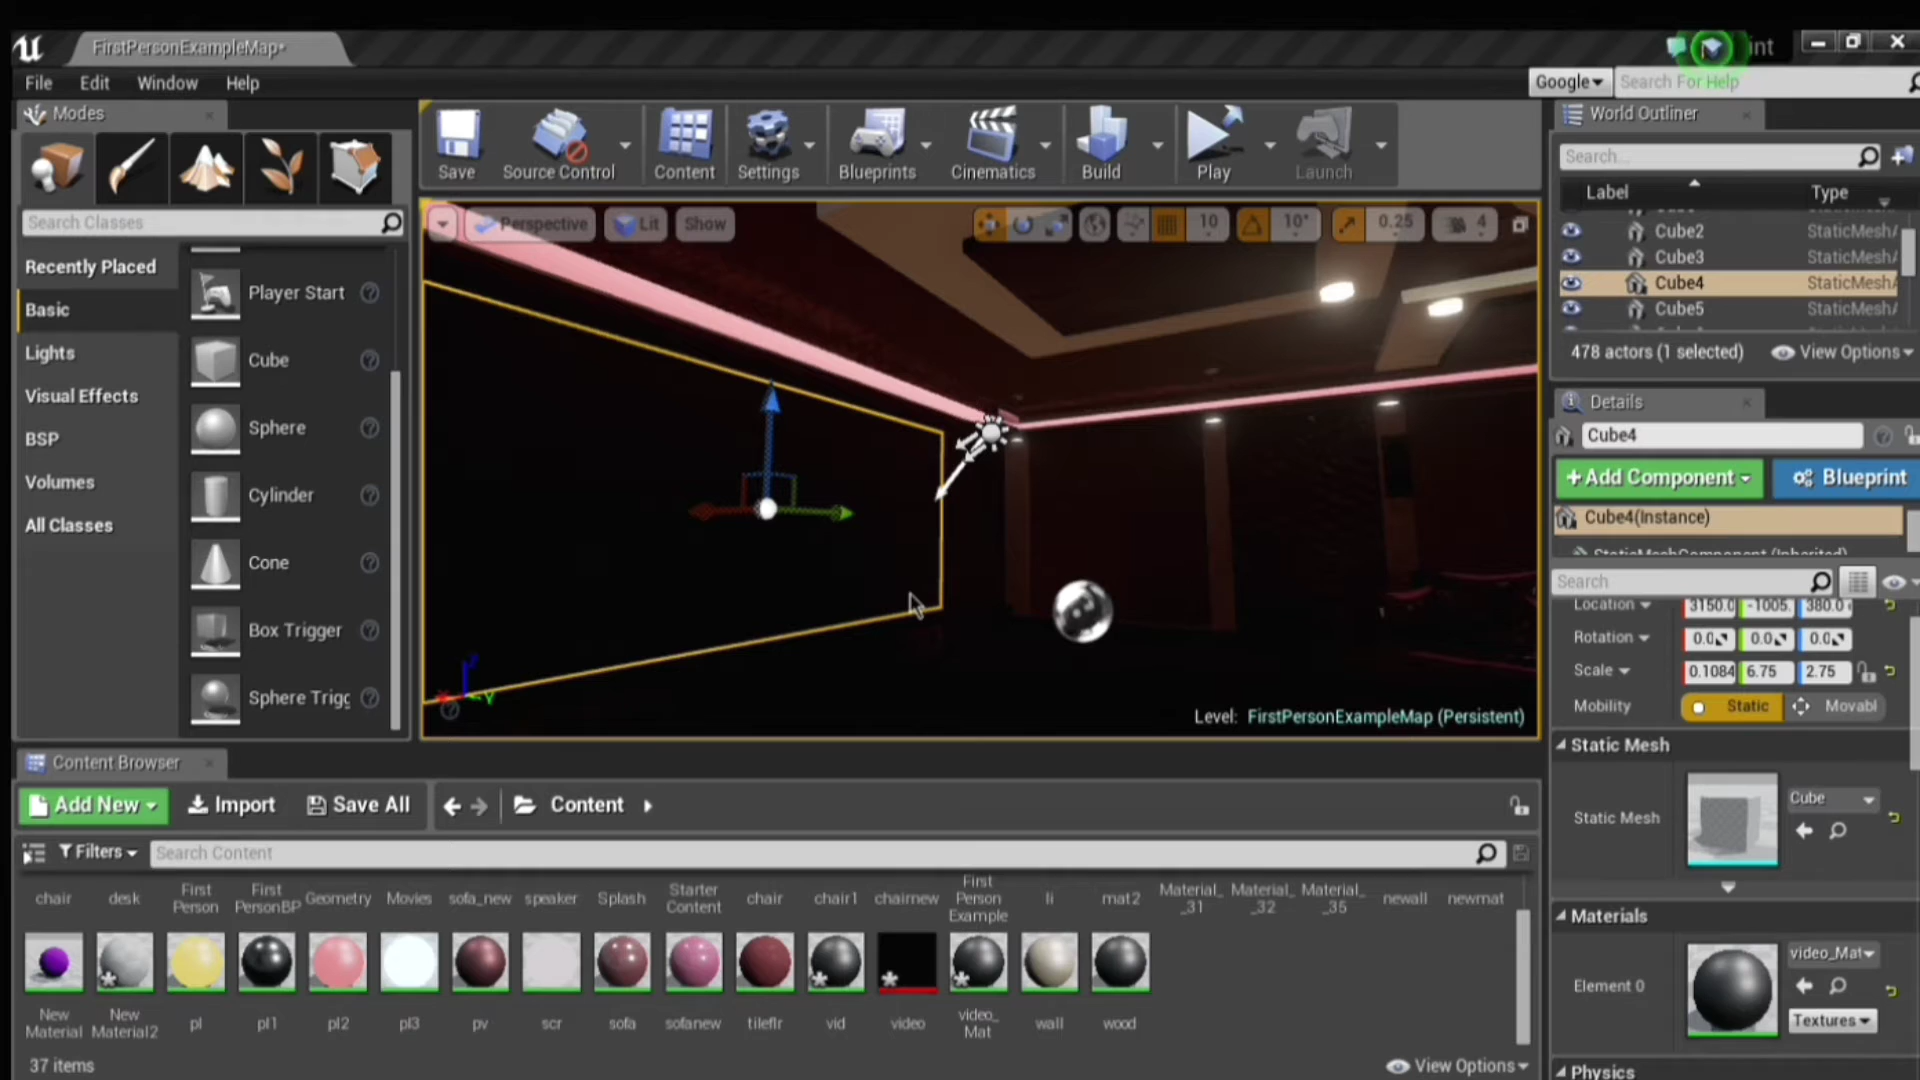 FirstPersonExampleMap*
File Edit Window Help
Google Search For Help
Modes
Search Classes
Recently Placed
Basic
Lights
Visual Effects
BSP
Volumes
All Classes
Player Start
Cube
Sphere
Cylinder
Cone
Box Trigger
Sphere Trigg
Save
Source Control
Content
Settings
Blueprints
Cinematics
Build
Play
Launch
Perspective
Lit
Show
10
10°
0.25
4
Level: FirstPersonExampleMap (Persistent)
World Outliner
Search...
Label Type
Cube2 StaticMesh
Cube3 StaticMesh
Cube4 StaticMesh
Cube5 StaticMesh
478 actors (1 selected) View Options
Details
Cube4
+Add Component Blueprint
Cube4(Instance)
StaticMeshComponent (Inherited)
Search
Location 3150.0 -1005. 380.0
Rotation 0.0 0.0 0.0
Scale 0.1084 6.75 2.75
Mobility Static Movabl
Static Mesh
Static Mesh Cube
Materials
Element 0 video_Mat
Textures
Physics
Content Browser
Add New Import Save All Content
Filters Search Content
chair
desk
First Person
First PersonBP
Geometry
Movies
sofa_new
speaker
Splash
Starter Content
chair
chair1
chairnew
First Person Example
li
mat2
Material_31
Material_32
Material_35
newall
newmat
New Material
New Material2
pl
pl1
pl2
pl3
pv
scr
sofa
sofanew
tileflr
vid
video
video_Mat
wall
wood
37 items
View Options